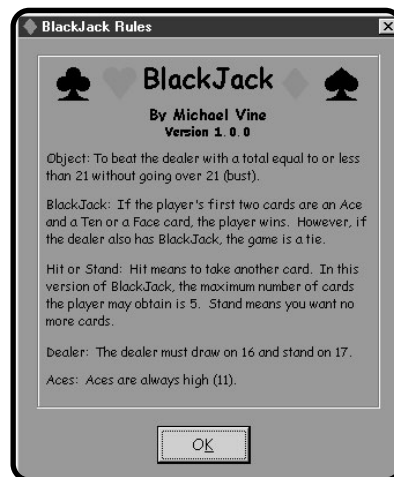 BlackJack Rules
BlackJack
By Michael Vine
Version 1.0.0
Object: To beat the dealer with a total equal to or less
than 21 without going over 21 (bust).
BlackJack: If the player's first two cards are an Ace
and a Ten or a Face card, the player wins. However, if
the dealer also has BlackJack, the game is a tie.
Hit or Stand: Hit means to take another card. In this
version of BlackJack, the maximum number of cards
the player may obtain is 5. Stand means you want no
more cards.
Dealer: The dealer must draw on 16 and stand on 17.
Aces: Aces are always high (11).
OK